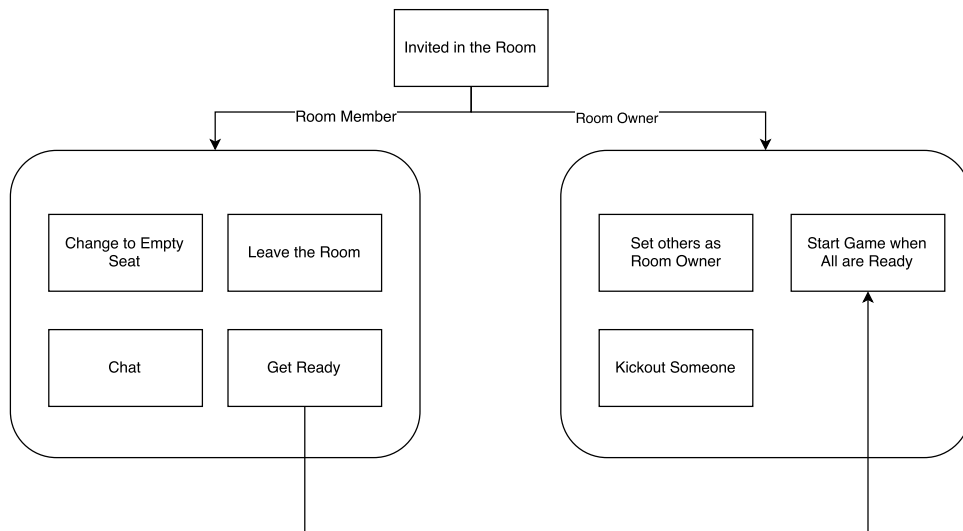 Invited in the Room
Room Member
Room Owner
Change to Empty
Seat
Leave the Room
Chat
Get Ready
Set others as
Room Owner
Start Game when
All are Ready
Kickout Someone